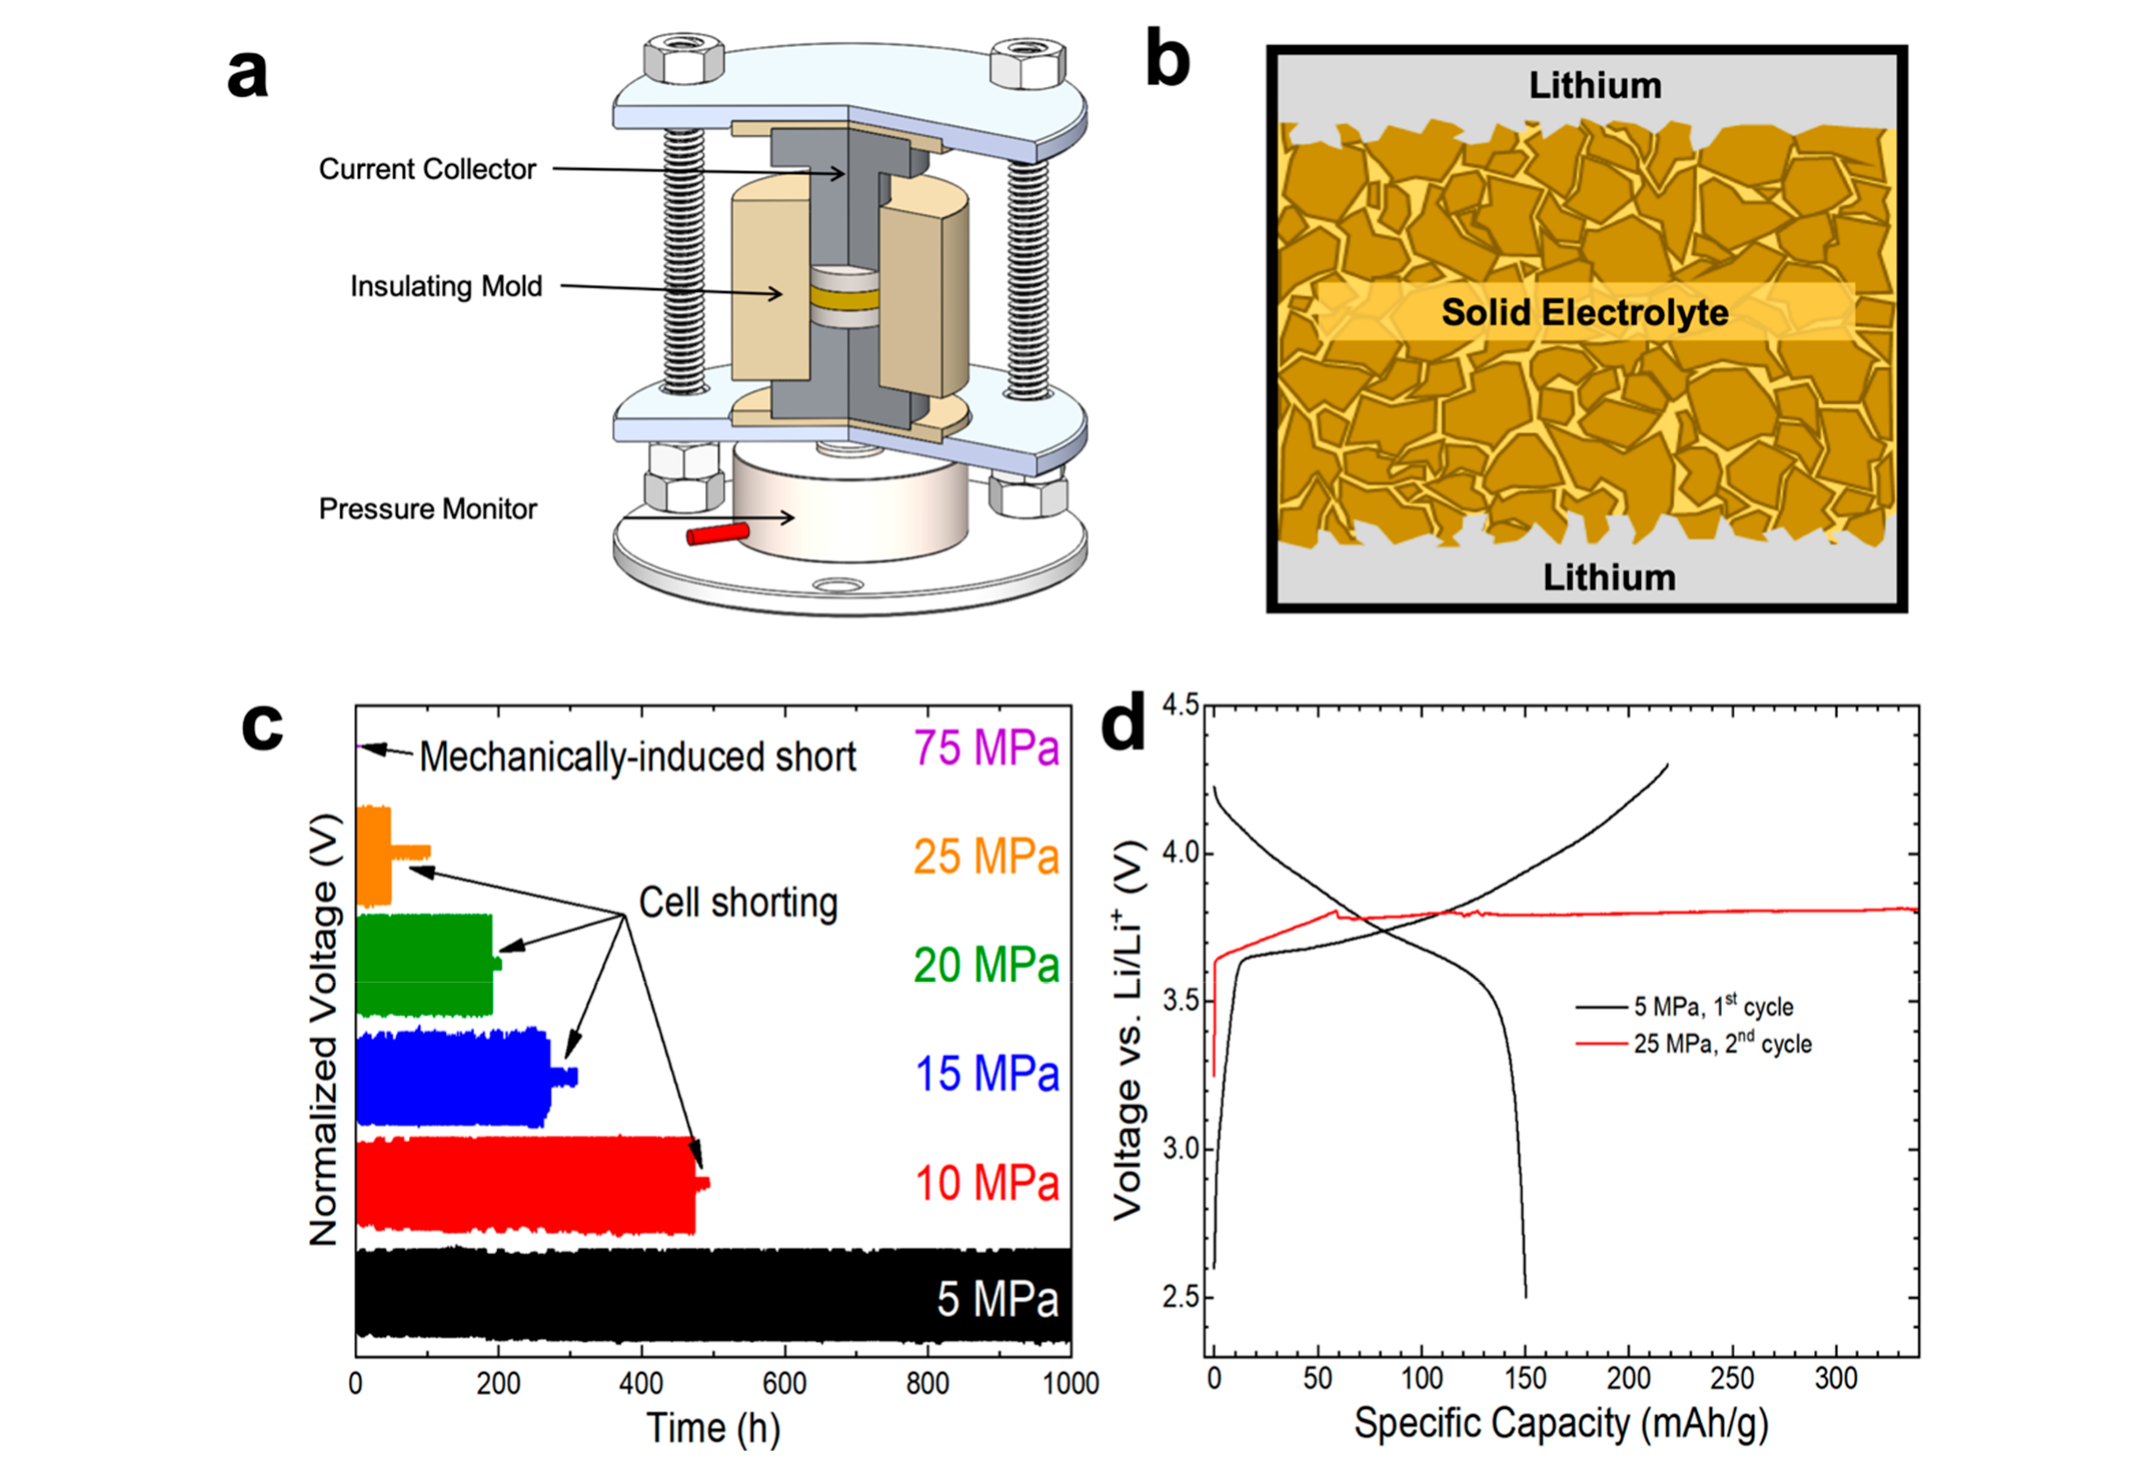 a
Current Collector
Insulating Mold
Pressure Monitor
b
Lithium
Solid Electrolyte
Lithium
c
Mechanically-induced short
75 MPa
25 MPa
Cell shorting
20 MPa
15 MPa
10 MPa
5 MPa
Normalized Voltage (V)
0 200 400 600 800 1000
Time (h)
d
4.5
4.0
3.5
3.0
2.5
Voltage vs. Li/Li⁺ (V)
5 MPa, 1ˢᵗ cycle
25 MPa, 2ⁿᵈ cycle
0 50 100 150 200 250 300
Specific Capacity (mAh/g)